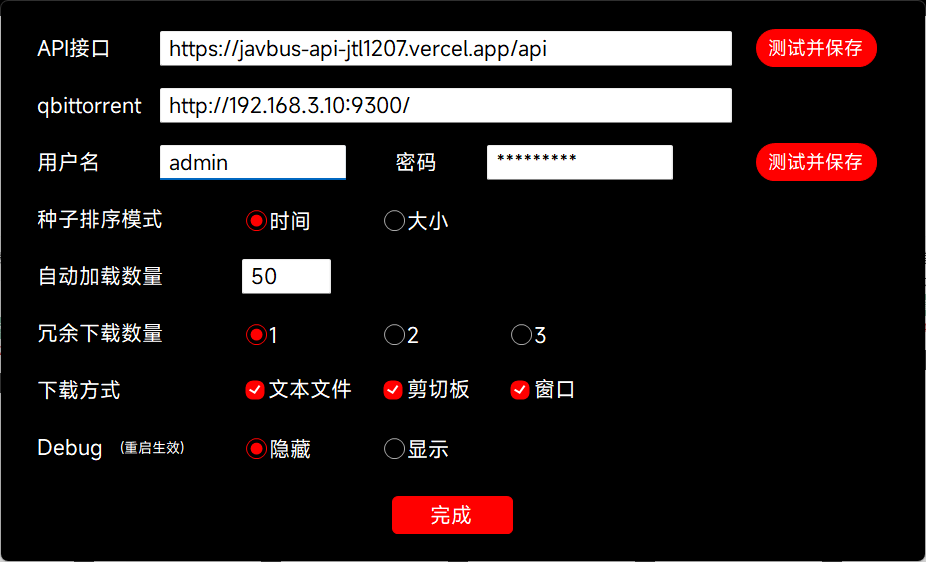 API接口 https://javbus-api-jtl1207.vercel.app/api 测试并保存
qbittorrent http://192.168.3.10:9300/
用户名 admin 密码 ********* 测试并保存
种子排序模式 时间 大小
自动加载数量 50
冗余下载数量 1 2 3
下载方式 文本文件 剪切板 窗口
Debug (重启生效) 隐藏 显示
完成